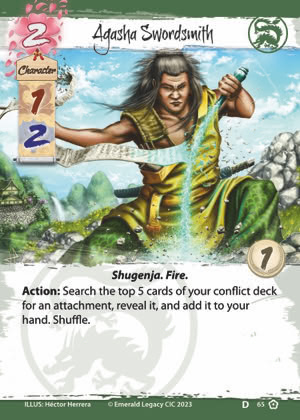 2
Agasha Swordsmith
Character
1
2
1
Shugenja. Fire.
Action: Search the top 5 cards of your conflict deck
for an attachment, reveal it, and add it to your
hand. Shuffle.
ILLUS: Héctor Herrera © Emerald Legacy CIC 2023 D 65